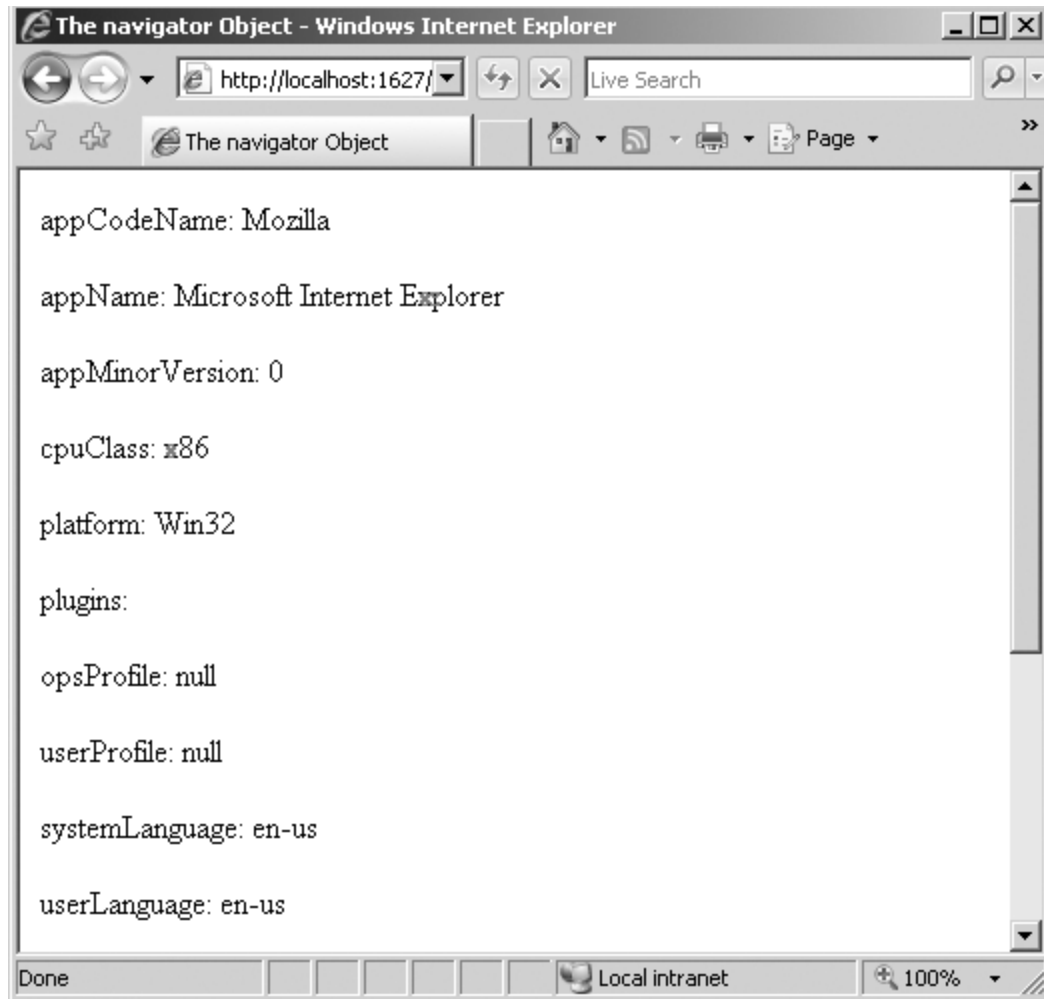 The navigator Object - Windows Internet Explorer
http://localhost:1627/
Live Search
The navigator Object
Page
»
appCodeName: Mozilla
appName: Microsoft Internet Explorer
appMinorVersion: 0
cpuClass: x86
platform: Win32
plugins:
opsProfile: null
userProfile: null
systemLanguage: en-us
userLanguage: en-us
Done
Local intranet
100%